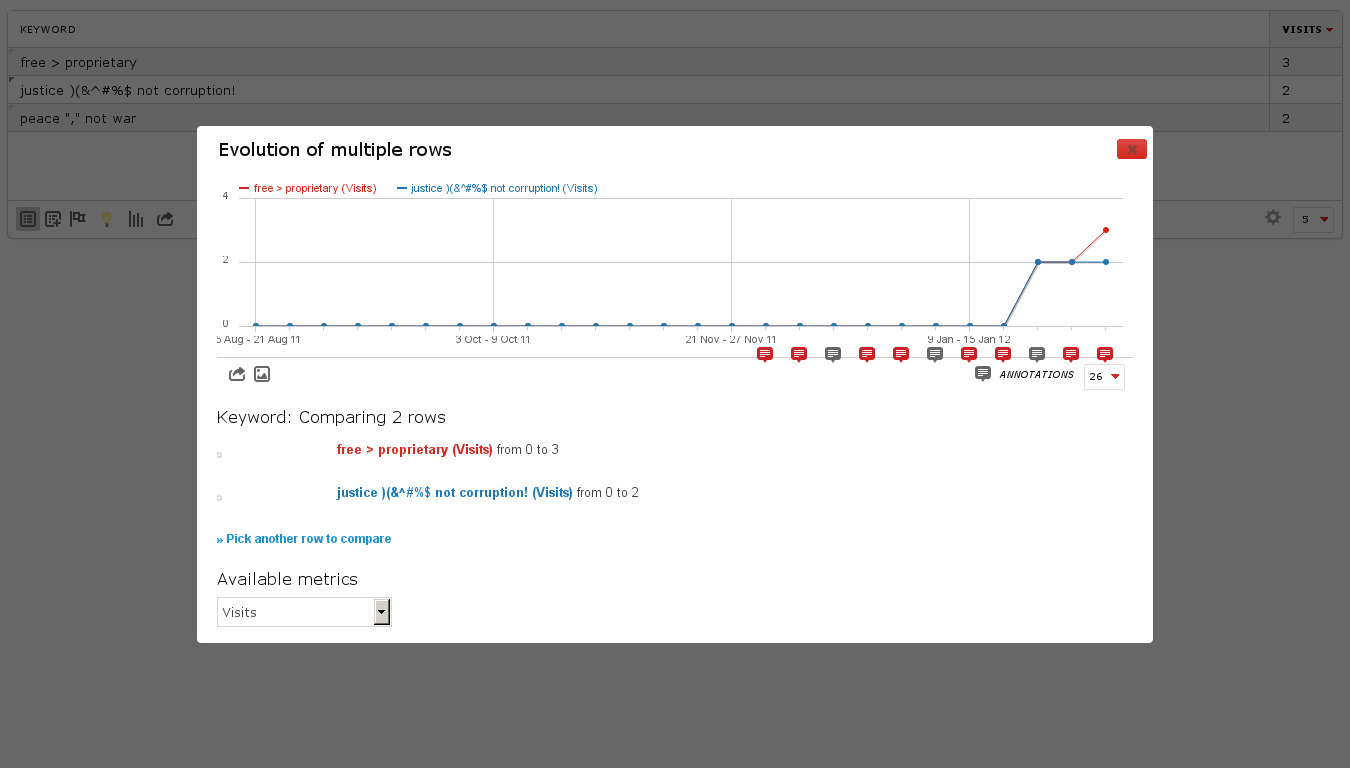 KEYWORD VISITS
free > proprietary 3
justice )(&^#%$ not corruption! 2
peace "," not war 2
Evolution of multiple rows
free > proprietary (Visits) justice )(&^#%$ not corruption! (Visits)
4
2
0
5 Aug - 21 Aug 11 3 Oct - 9 Oct 11 21 Nov - 27 Nov 11 9 Jan - 15 Jan 12
5
ANNOTATIONS 26
Keyword: Comparing 2 rows
free > proprietary (Visits) from 0 to 3
justice )(&^#%$ not corruption! (Visits) from 0 to 2
» Pick another row to compare
Available metrics
Visits